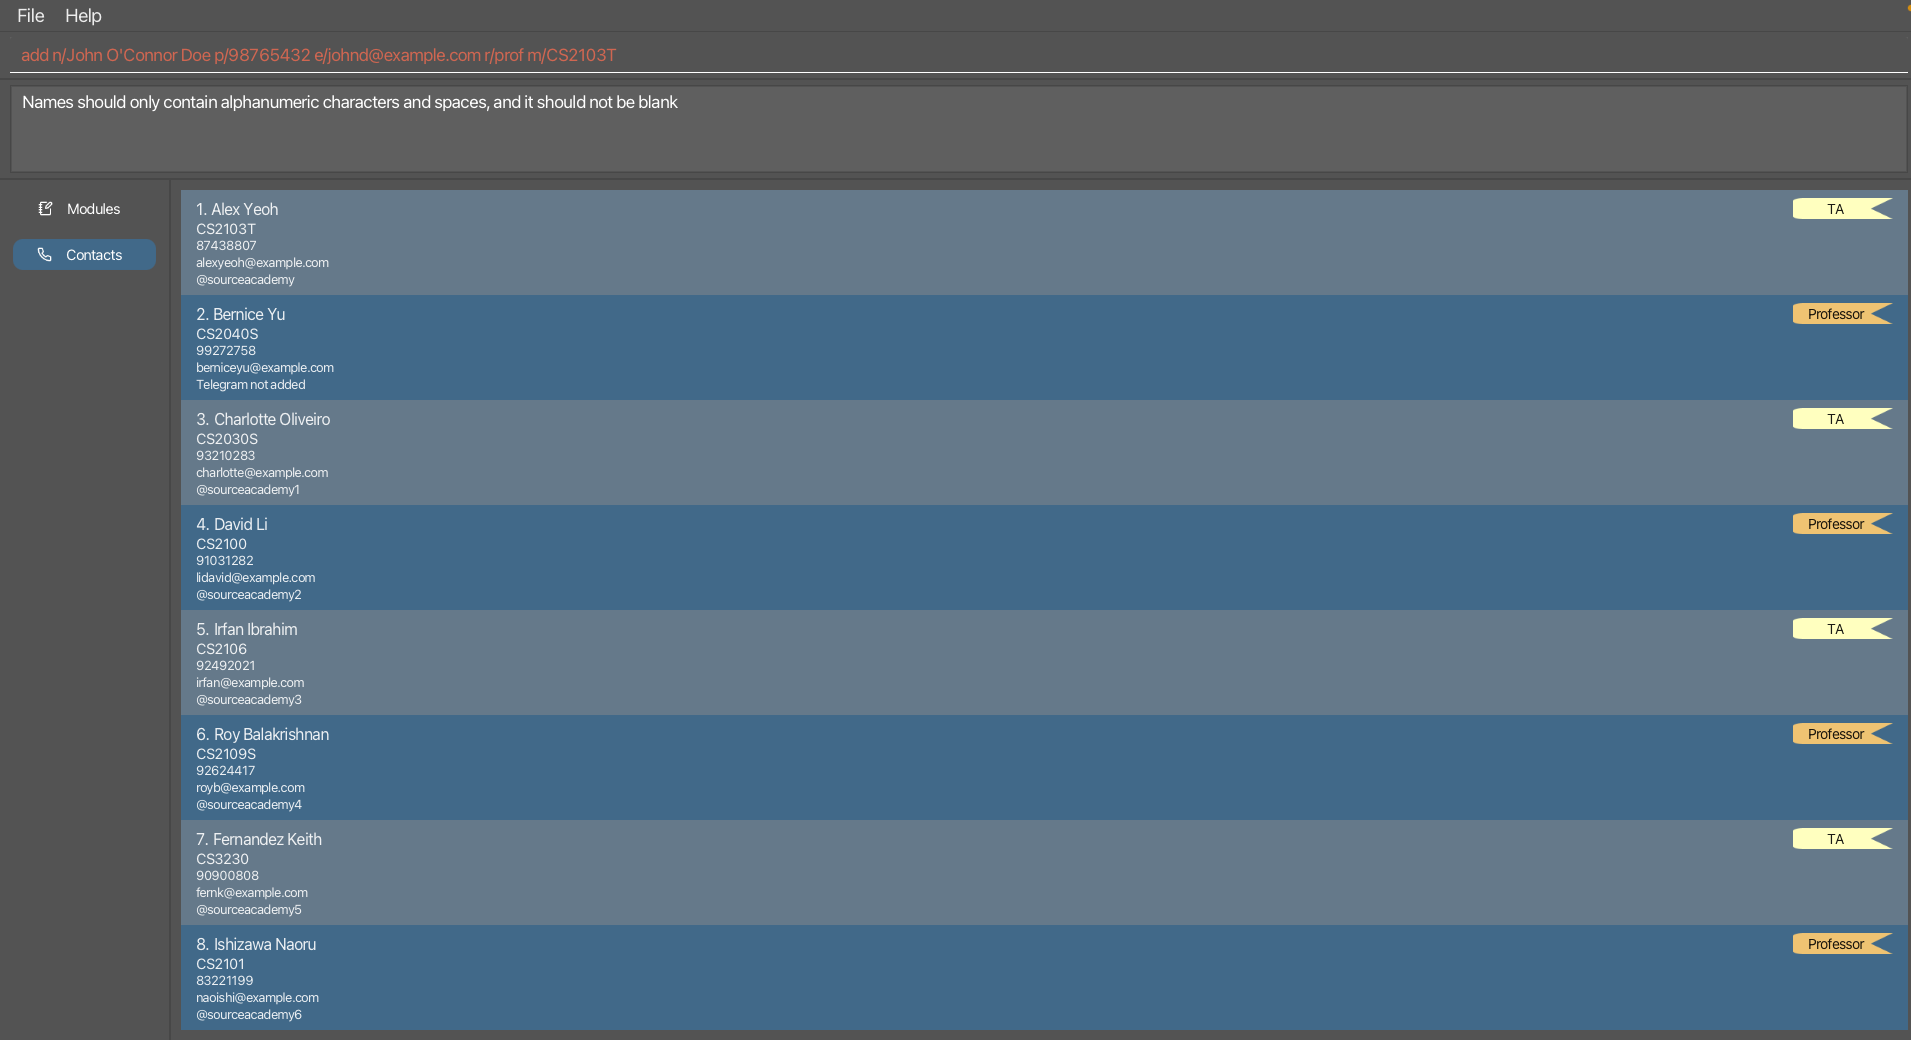 File Help
add n/John O'Connor Doe p/98765432 e/johnd@example.com r/prof m/CS2103T
Names should only contain alphanumeric characters and spaces, and it should not be blank
Modules
Contacts
1. Alex Yeoh
TA
CS2103T
87438807
alexyeoh@example.com
@sourceacademy
2. Bernice Yu
Professor
CS2040S
99272758
berniceyu@example.com
Telegram not added
3. Charlotte Oliveiro
TA
CS2030S
93210283
charlotte@example.com
@sourceacademy1
4. David Li
Professor
CS2100
91031282
lidavid@example.com
@sourceacademy2
5. Irfan Ibrahim
TA
CS2106
92492021
irfan@example.com
@sourceacademy3
6. Roy Balakrishnan
Professor
CS2109S
92624417
royb@example.com
@sourceacademy4
7. Fernandez Keith
TA
CS3230
90900808
fernk@example.com
@sourceacademy5
8. Ishizawa Naoru
Professor
CS2101
83221199
naoishi@example.com
@sourceacademy6